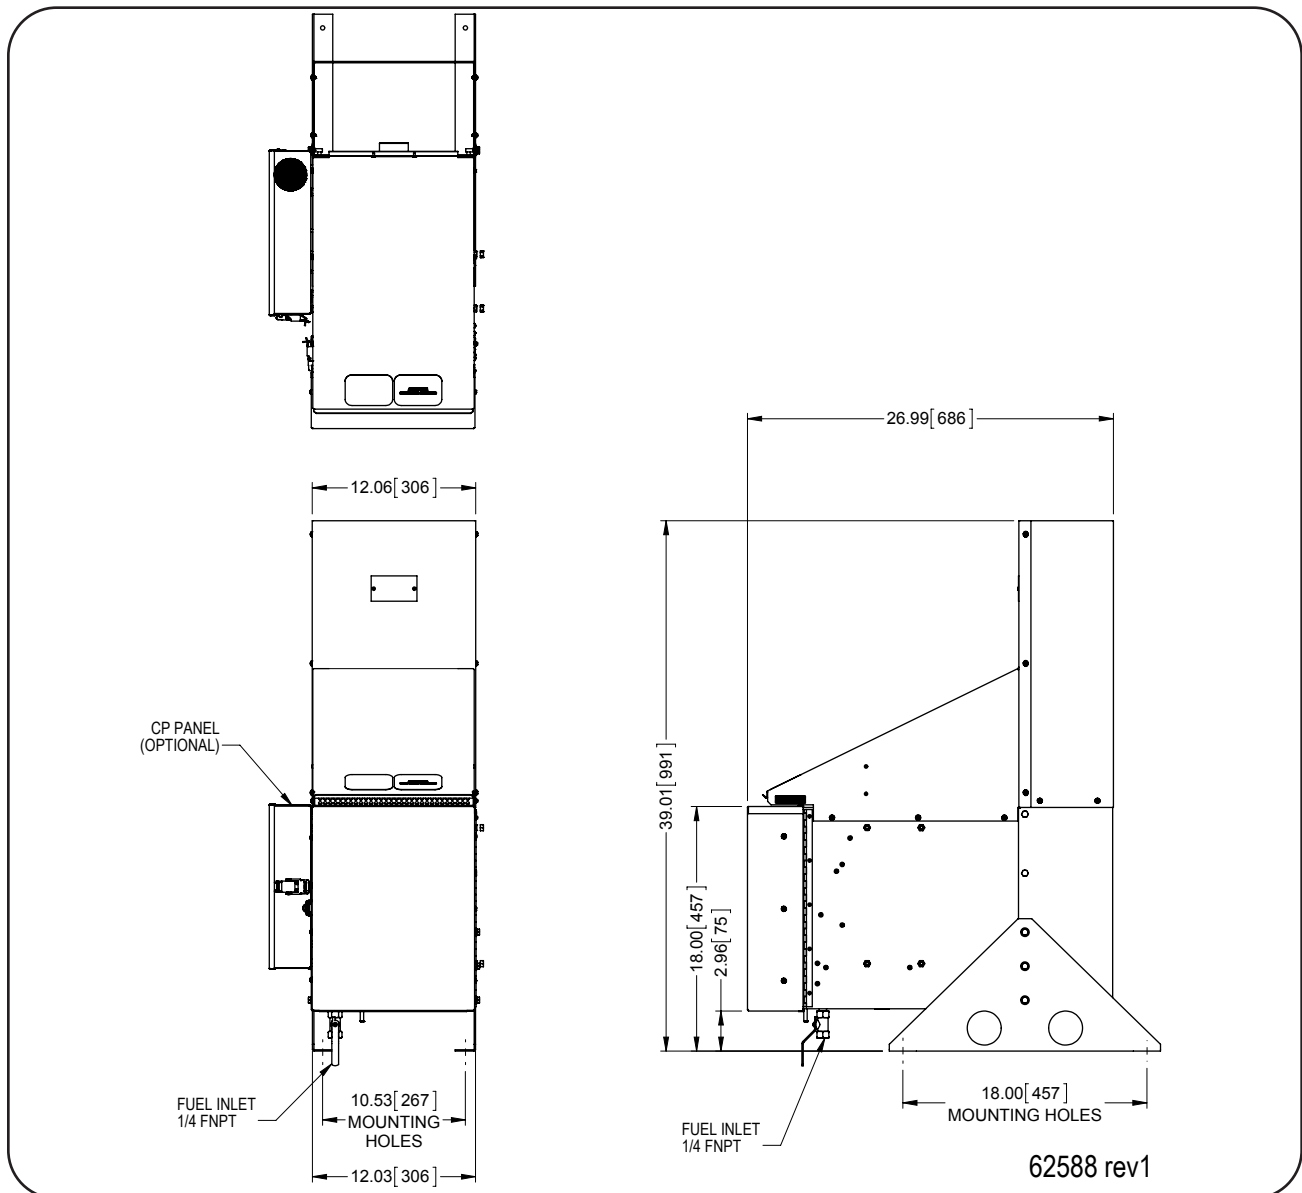 26.99[686]
12.06[306]
CP PANEL
(OPTIONAL)
39.01[991]
18.00[457]
2.96[75]
FUEL INLET
1/4 FNPT
10.53[267]
MOUNTING
HOLES
12.03[306]
FUEL INLET
1/4 FNPT
18.00[457]
MOUNTING HOLES
62588 rev1